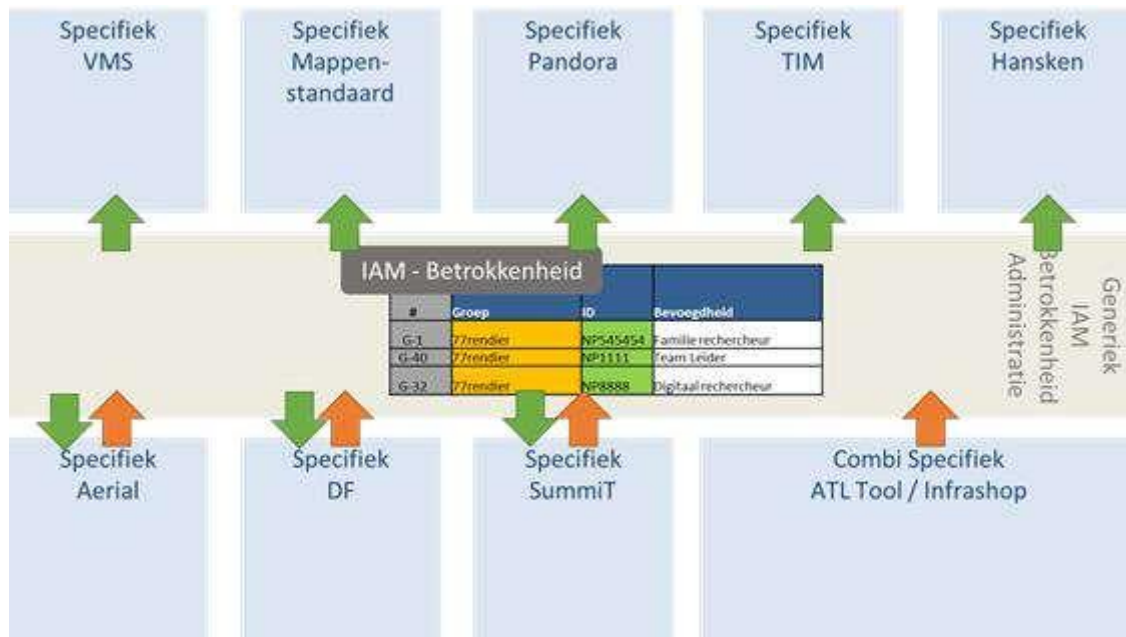 Specifiek
VMS
Specifiek
Mappen-
standaard
Specifiek
Pandora
Specifiek
TIM
Specifiek
Hansken
IAM - Betrokkenheid
# Groep ID Bevoegdheid
G-1 77rendier NP545454 Familie rechercheur
G-40 77rendier NP1111 Team Leider
G-32 77rendier NP8888 Digitaal rechercheur
Generiek
IAM
Betrokkenheid
Administratie
Specifiek
Aerial
Specifiek
DF
Specifiek
SummiT
Combi Specifiek
ATL Tool / Infrashop